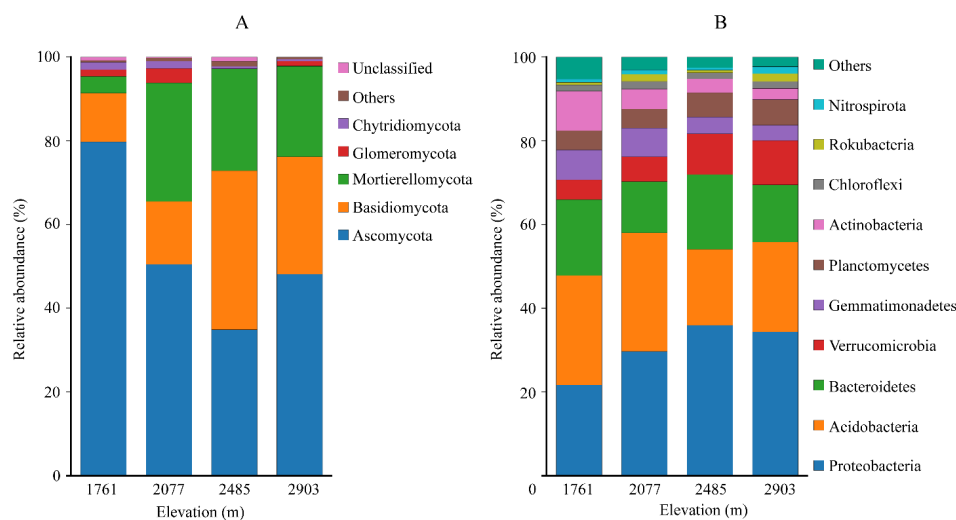 A
Relative aboundance (%)
100
80
60
40
20
0
1761 2077 2485 2903
Elevation (m)
Unclassified
Others
Chytridiomycota
Glomeromycota
Mortierellomycota
Basidiomycota
Ascomycota
B
Relative aboundance (%)
100
80
60
40
20
0
1761 2077 2485 2903
Elevation (m)
Others
Nitrospirota
Rokubacteria
Chloroflexi
Actinobacteria
Planctomycetes
Gemmatimonadetes
Verrucomicrobia
Bacteroidetes
Acidobacteria
Proteobacteria